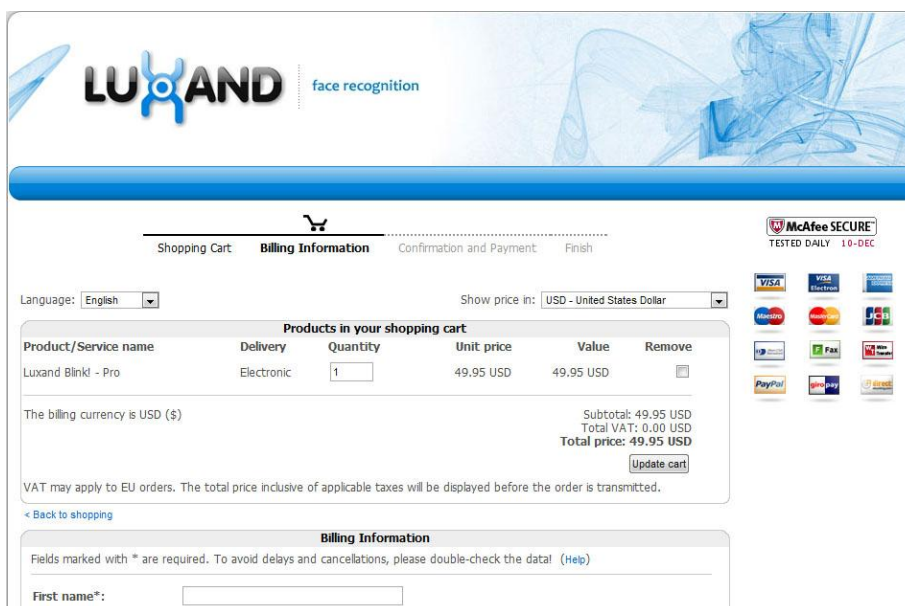 LUXAND face recognition
Shopping Cart Billing Information Confirmation and Payment Finish
McAfee SECURE™
TESTED DAILY 10-DEC
Language: English Show price in: USD - United States Dollar
VISA VISA Electron
Maestro MasterCard JCB
Fax Wire Transfer
PayPal giropay direct
Products in your shopping cart
Product/Service name Delivery Quantity Unit price Value Remove
Luxand Blink! - Pro Electronic 1 49.95 USD 49.95 USD
The billing currency is USD ($) Subtotal: 49.95 USD
Total VAT: 0.00 USD
Total price: 49.95 USD
Update cart
VAT may apply to EU orders. The total price inclusive of applicable taxes will be displayed before the order is transmitted.
< Back to shopping
Billing Information
Fields marked with * are required. To avoid delays and cancellations, please double-check the data! (Help)
First name*: